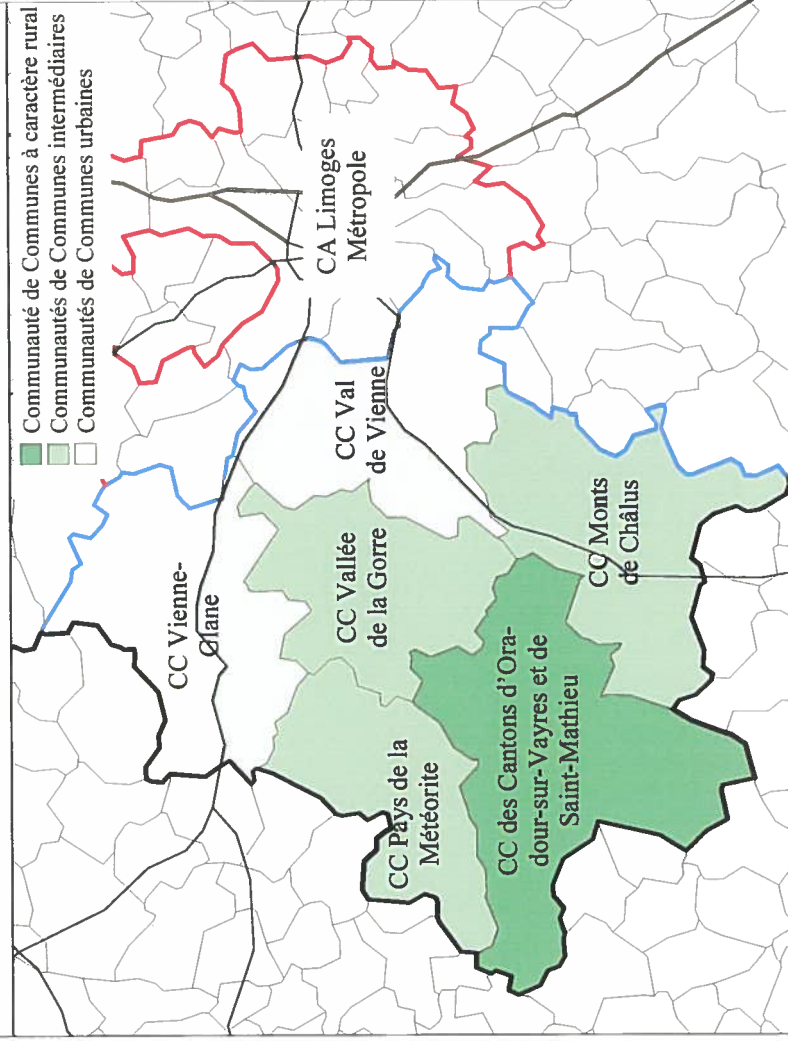 Communauté de Communes à caractère rural
Communautés de Communes intermédiaires
Communautés de Communes urbaines
CA Limoges
Métropole
CC Vienne-
Glane
CC Val
de Vienne
CC Vallée
de la Gorre
CC Monts
de Châlus
CC Pays de la
Météorite
CC des Cantons d'Ora-
dour-sur-Vayres et de
Saint-Mathieu